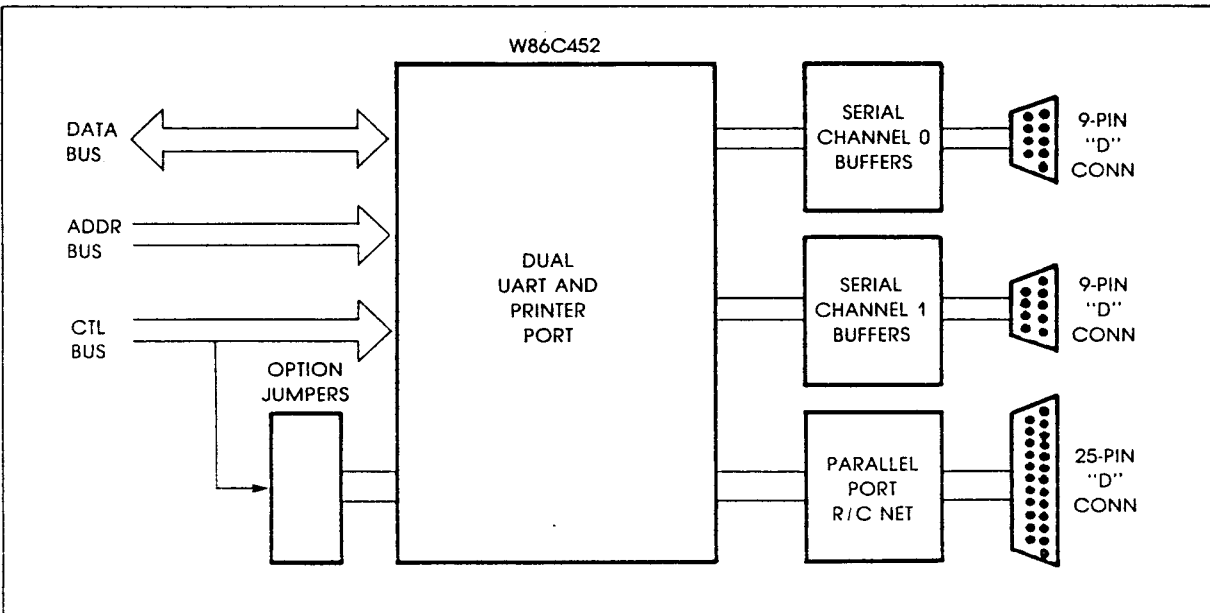 W86C452
DATA
BUS
ADDR
BUS
CTL
BUS
OPTION
JUMPERS
DUAL
UART AND
PRINTER
PORT
SERIAL
CHANNEL 0
BUFFERS
9-PIN
"D"
CONN
SERIAL
CHANNEL 1
BUFFERS
9-PIN
"D"
CONN
PARALLEL
PORT
R/C NET
25-PIN
"D"
CONN